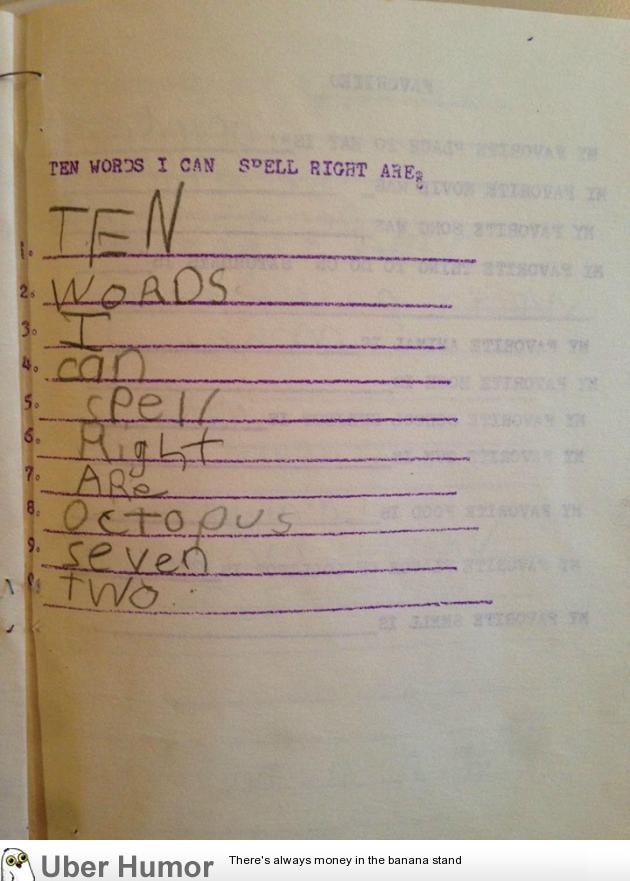 TEN WORDS I CAN SPELL RIGHT ARE:
1. TEN
2. WORDS
3. I
4. can
5. spell
6. Right
7. ARe
8. Octopus
9. seven
two
Uber Humor
There's always money in the banana stand